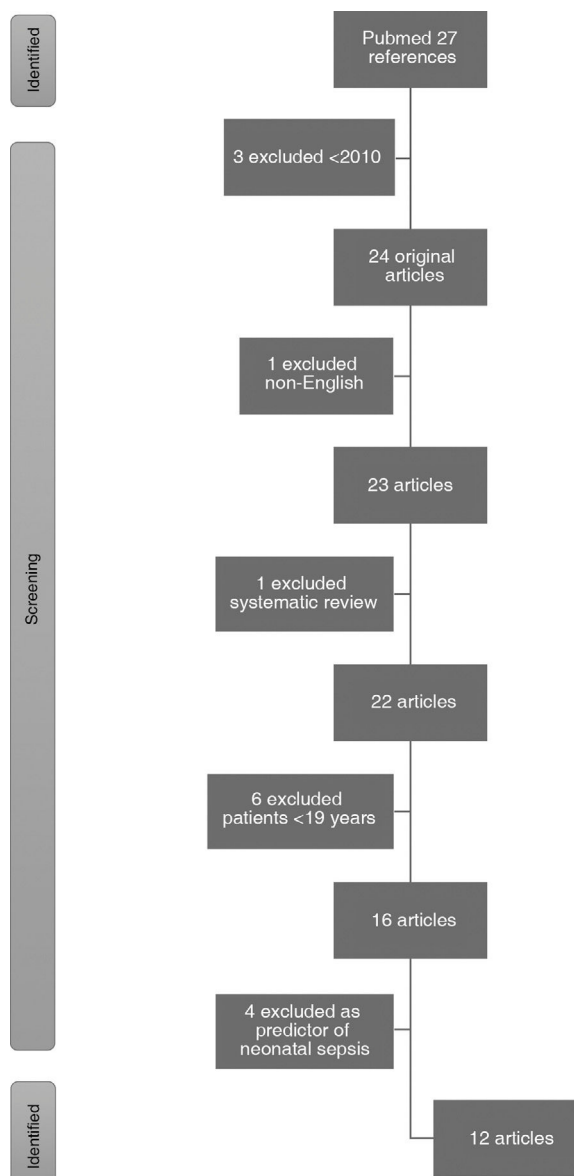 Identified
Pubmed 27
references
3 excluded <2010
24 original
articles
1 excluded
non-English
23 articles
Screening
1 excluded
systematic review
22 articles
6 excluded
patients <19 years
16 articles
4 excluded as
predictor of
neonatal sepsis
Identified
12 articles